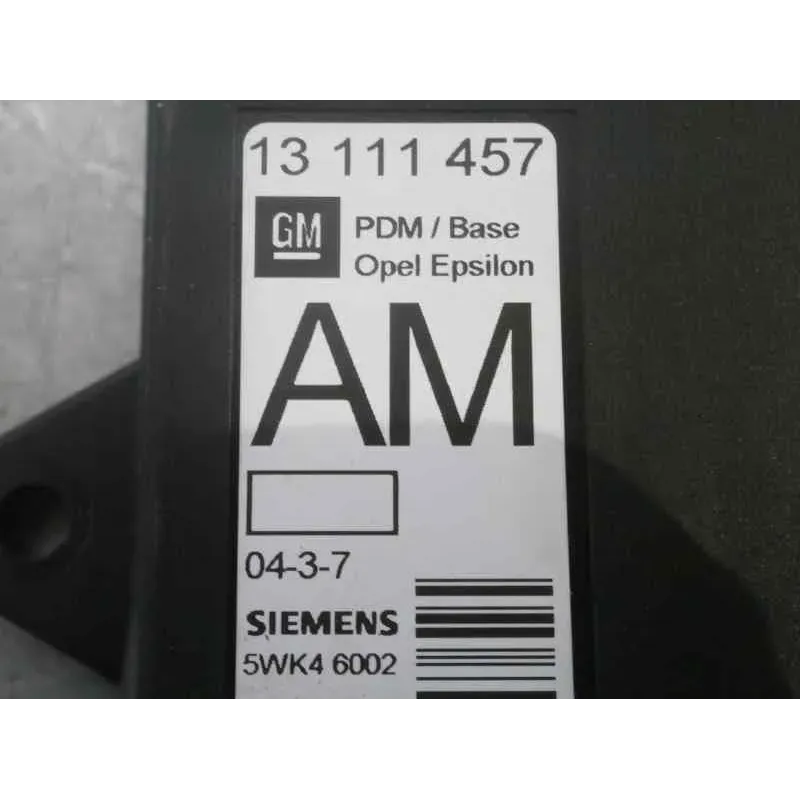 13 111 457
GM
PDM / Base
Opel Epsilon
AM
04-3-7
SIEMENS
5WK4 6002